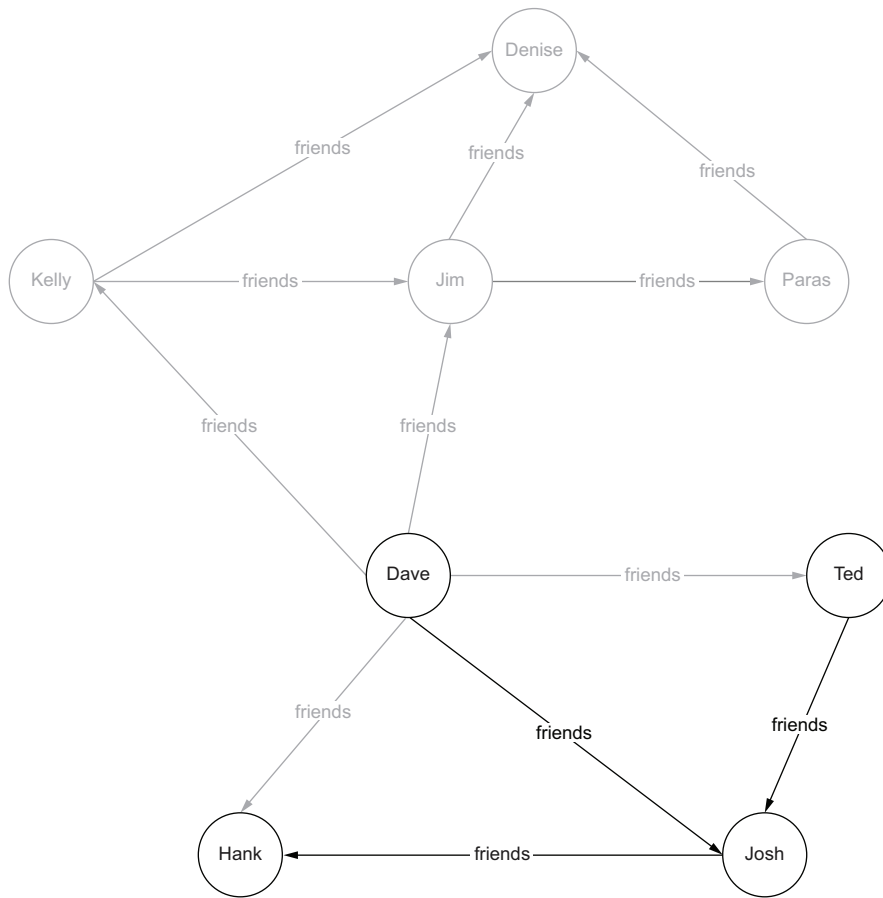 Denise
friends
friends
friends
Kelly
friends
Jim
friends
Paras
friends
friends
Dave
friends
Ted
friends
friends
friends
Hank
friends
Josh